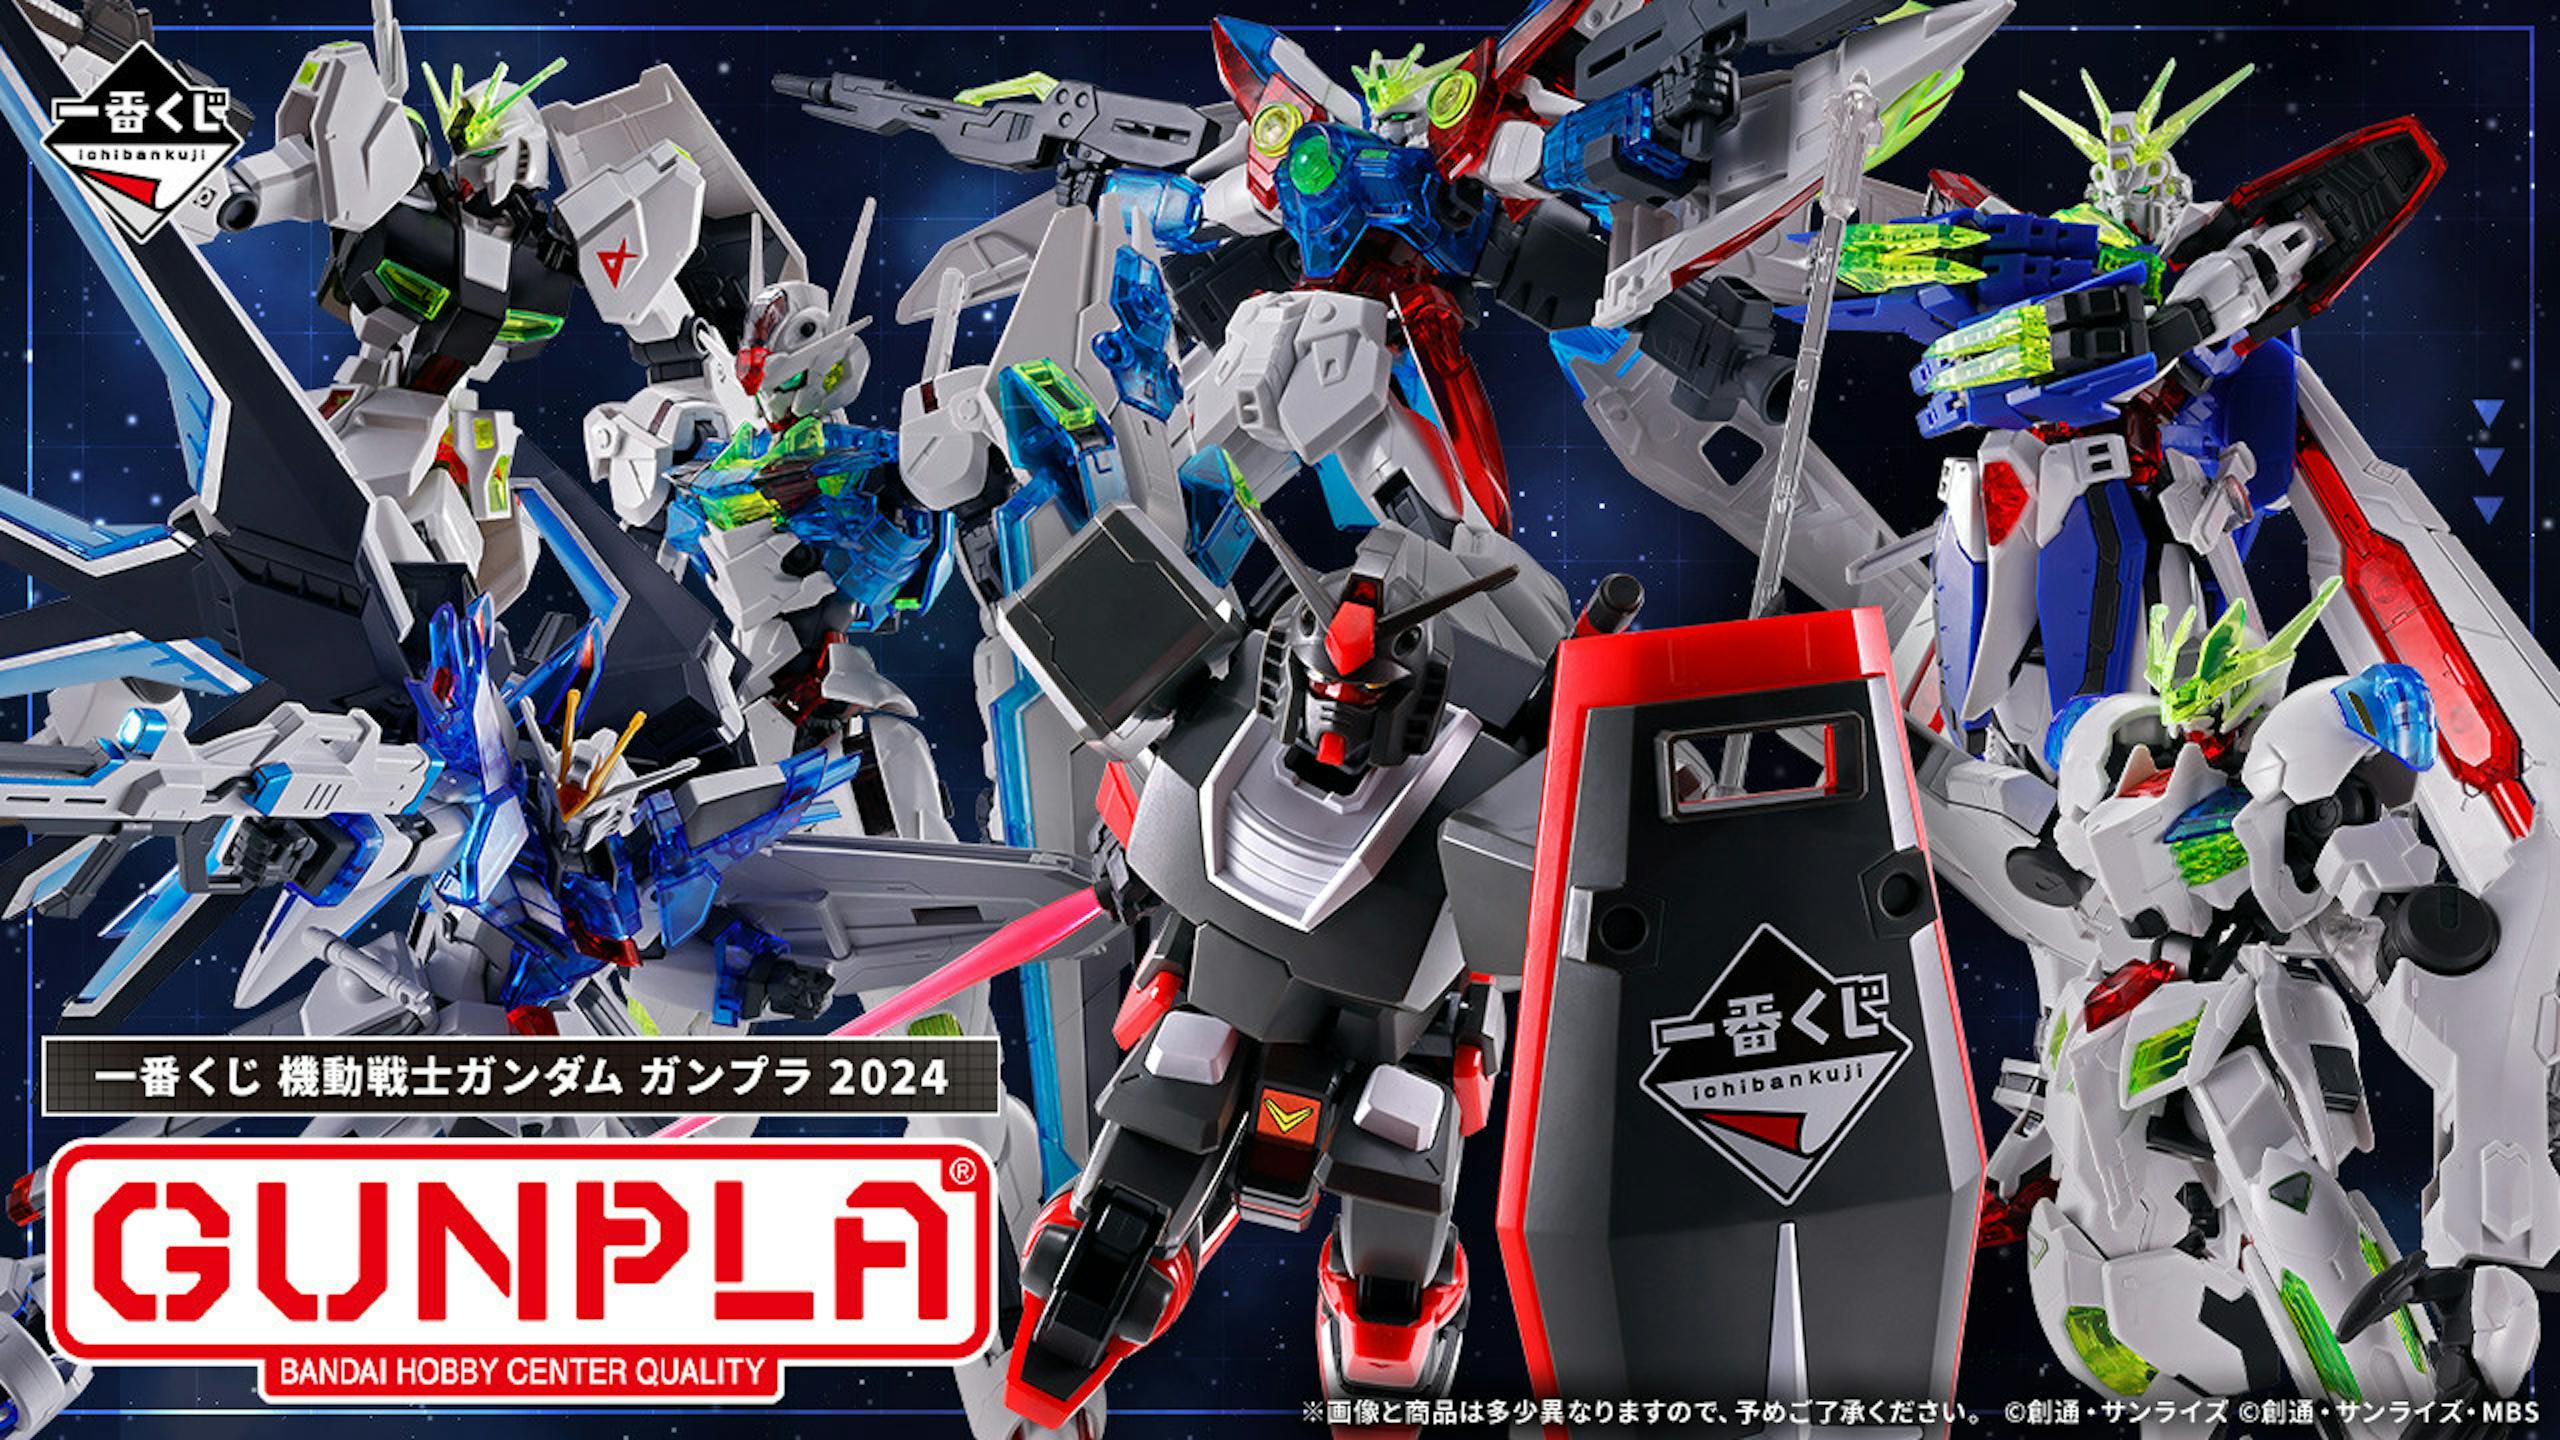 一番くじ
ichibankuji
一番くじ
ichibankuji
一番くじ 機動戦士ガンダム ガンプラ 2024
GUNPLA®
BANDAI HOBBY CENTER QUALITY
※画像と商品は多少異なりますので、予めご了承ください。 ©創通・サンライズ ©創通・サンライズ・MBS